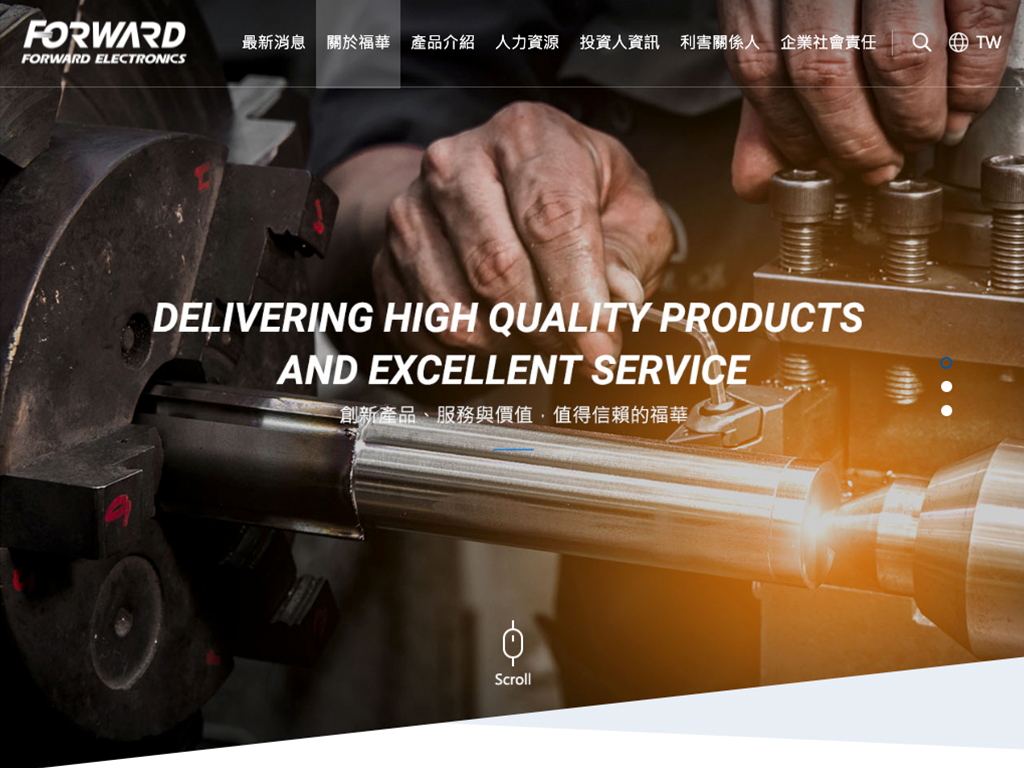 FORWARD
FORWARD ELECTRONICS
最新消息 關於福華 產品介紹 人力資源 投資人資訊 利害關係人 企業社會責任 TW
DELIVERING HIGH QUALITY PRODUCTS
AND EXCELLENT SERVICE
創新產品、服務與價值，值得信賴的福華
Scroll